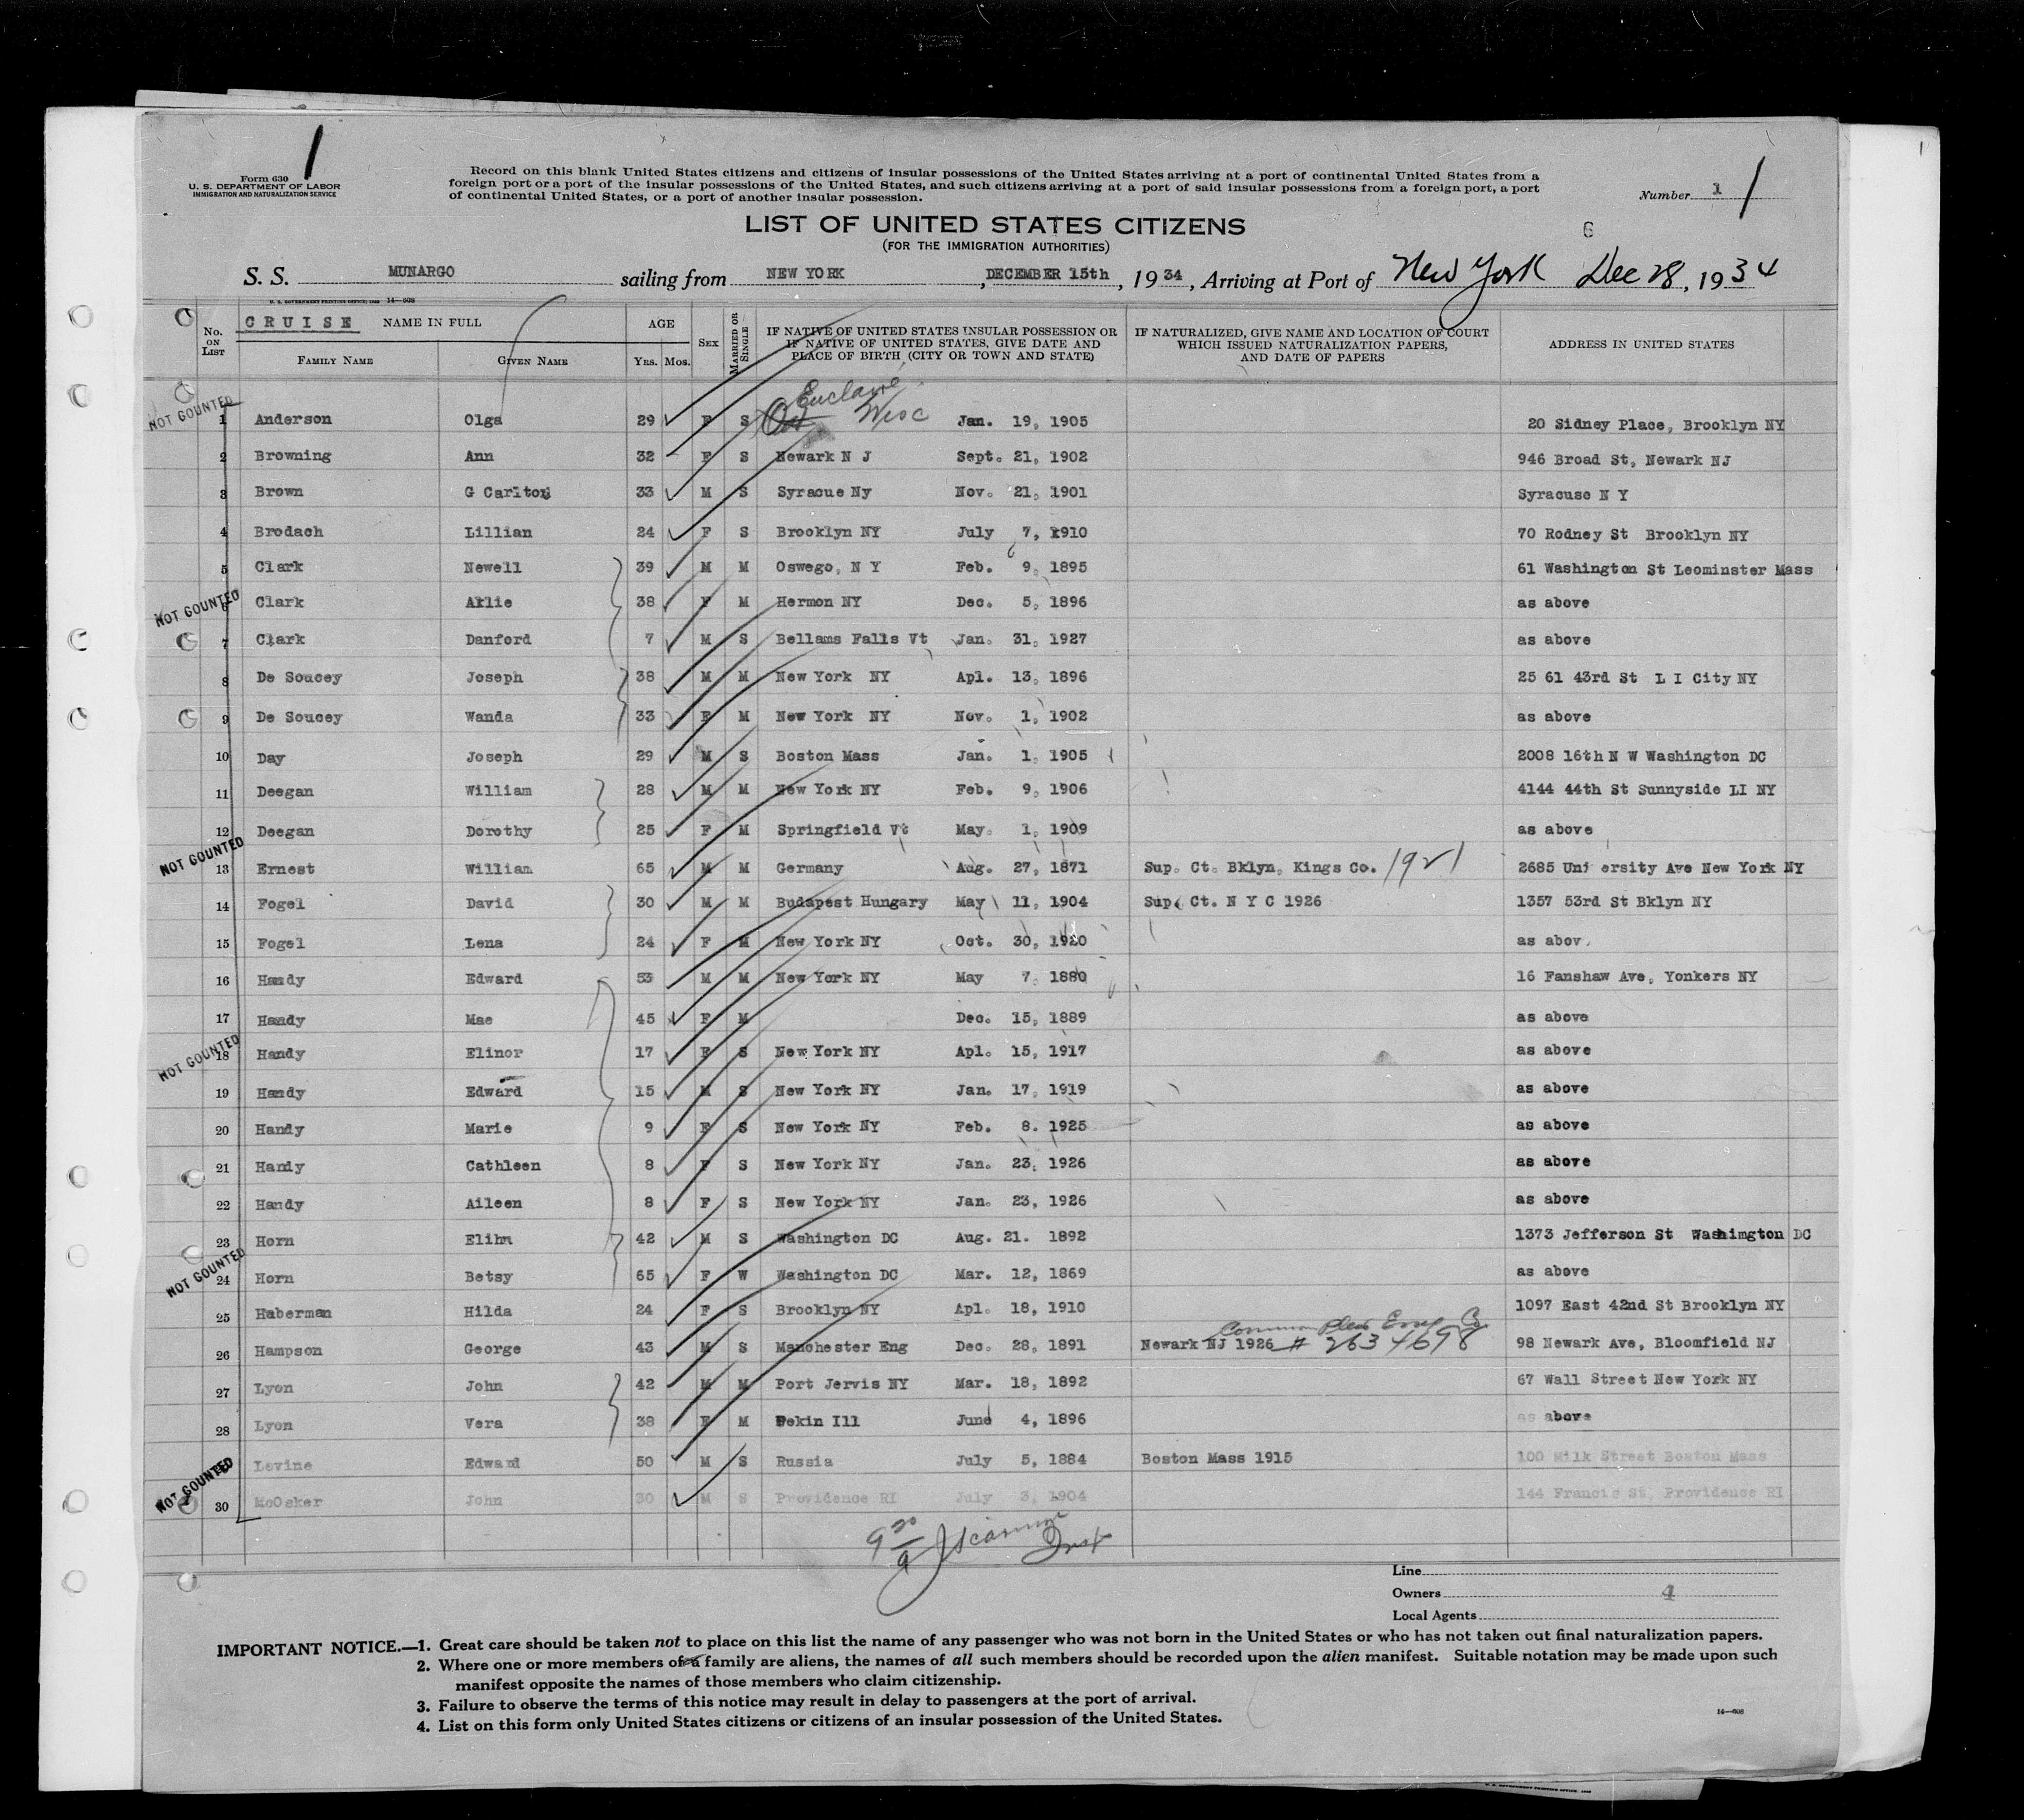 1
Form 630
U. S. DEPARTMENT OF LABOR
IMMIGRATION AND NATURALIZATION SERVICE
Record on this blank United States citizens and citizens of insular possessions of the United States arriving at a port of continental United States from a
foreign port or a port of the insular possessions of the United States, and such citizens arriving at a port of said insular possessions from a foreign port, a port
of continental United States, or a port of another insular possession.
Number 1 1
LIST OF UNITED STATES CITIZENS
(FOR THE IMMIGRATION AUTHORITIES)
6
S. S. MUNARGO sailing from NEW YORK, DECEMBER 15th, 1934, Arriving at Port of New York Dec 28, 1934
U. S. GOVERNMENT PRINTING OFFICE: 14—608
No. ON LIST CRUISE NAME IN FULL AGE SEX MARRIED OR SINGLE IF NATIVE OF UNITED STATES INSULAR POSSESSION OR IF NATIVE OF UNITED STATES, GIVE DATE AND PLACE OF BIRTH (CITY OR TOWN AND STATE) IF NATURALIZED, GIVE NAME AND LOCATION OF COURT WHICH ISSUED NATURALIZATION PAPERS, AND DATE OF PAPERS ADDRESS IN UNITED STATES
FAMILY NAME GIVEN NAME YRS. MOS.
NOT COUNTED
1 Anderson Olga 29 F S Wisc Jan. 19, 1905 20 Sidney Place, Brooklyn NY
2 Browning Ann 32 F S Newark N J Sept. 21, 1902 946 Broad St, Newark NJ
3 Brown G Carlton 33 M S Syracue Ny Nov. 21, 1901 Syracuse N Y
4 Brodach Lillian 24 F S Brooklyn NY July 7, 1910 70 Rodney St Brooklyn NY
5 Clark Newell 39 M M Oswego, N Y Feb. 9, 1895 61 Washington St Leominster Mass
NOT COUNTED
6 Clark Arlie 38 F M Hermon NY Dec. 5, 1896 as above
7 Clark Danford 7 M S Bellams Falls Vt Jan. 31, 1927 as above
8 De Soucey Joseph 38 M M New York NY Apl. 13, 1896 25 61 43rd St L I City NY
9 De Soucey Wanda 33 F M New York NY Nov. 1, 1902 as above
10 Day Joseph 29 M S Boston Mass Jan. 1, 1905 2008 16th N W Washington DC
11 Deegan William 28 M M New York NY Feb. 9, 1906 4144 44th St Sunnyside LI NY
12 Deegan Dorothy 25 F M Springfield Vt May. 1, 1909 as above
NOT COUNTED
13 Ernest William 65 M M Germany Aug. 27, 1871 Sup. Ct. Bklyn, Kings Co. 1921 2685 Uni ersity Ave New York NY
14 Fogel David 30 M M Budapest Hungary May 11, 1904 Sup. Ct. N Y C 1926 1357 53rd St Bklyn NY
15 Fogel Lena 24 F M New York NY Oct. 30, as abov.
16 Handy Edward 53 M M New York NY May 7, 1880 16 Fanshaw Ave, Yonkers NY
17 Handy Mae 45 F M Dec. 15, 1889 as above
NOT COUNTED
18 Handy Elinor 17 F S New York NY Apl. 15, 1917 as above
19 Handy Edward 15 M S New York NY Jan. 17, 1919 as above
20 Handy Marie 9 F S New York NY Feb. 8. 1925 as above
21 Handy Cathleen 8 F S New York NY Jan. 23, 1926 as above
22 Handy Aileen 8 F S New York NY Jan. 23, 1926 as above
23 Horn Elihn 42 M S Washington DC Aug. 21. 1892 1373 Jefferson St Washimgton DC
NOT COUNTED
24 Horn Betsy 65 F W Washington DC Mar. 12, 1869 as above
25 Haberman Hilda 24 F S Brooklyn NY Apl. 18, 1910 1097 East 42nd St Brooklyn NY
Common Pleas Co.
26 Hampson George 43 M S Manchester Eng Dec. 28, 1891 Newark NJ 1926 # 2634698 98 Newark Ave, Bloomfield NJ
27 Lyon John 42 M M Port Jervis NY Mar. 18, 1892 67 Wall Street New York NY
28 Lyon Vera 38 F M Pekin Ill June 4, 1896 as above
NOT COUNTED
Levine Edward 50 M S Russia July 5, 1884 Boston Mass 1915 100 Milk Street Boston Mass
30 McOsker John 30 M S Providence RI July 3, 1904 144 Francis St, Providence RI
Insp
Line
Owners 4
Local Agents
IMPORTANT NOTICE.—1. Great care should be taken not to place on this list the name of any passenger who was not born in the United States or who has not taken out final naturalization papers.
2. Where one or more members of a family are aliens, the names of all such members should be recorded upon the alien manifest. Suitable notation may be made upon such
manifest opposite the names of those members who claim citizenship.
3. Failure to observe the terms of this notice may result in delay to passengers at the port of arrival.
4. List on this form only United States citizens or citizens of an insular possession of the United States.
14—608